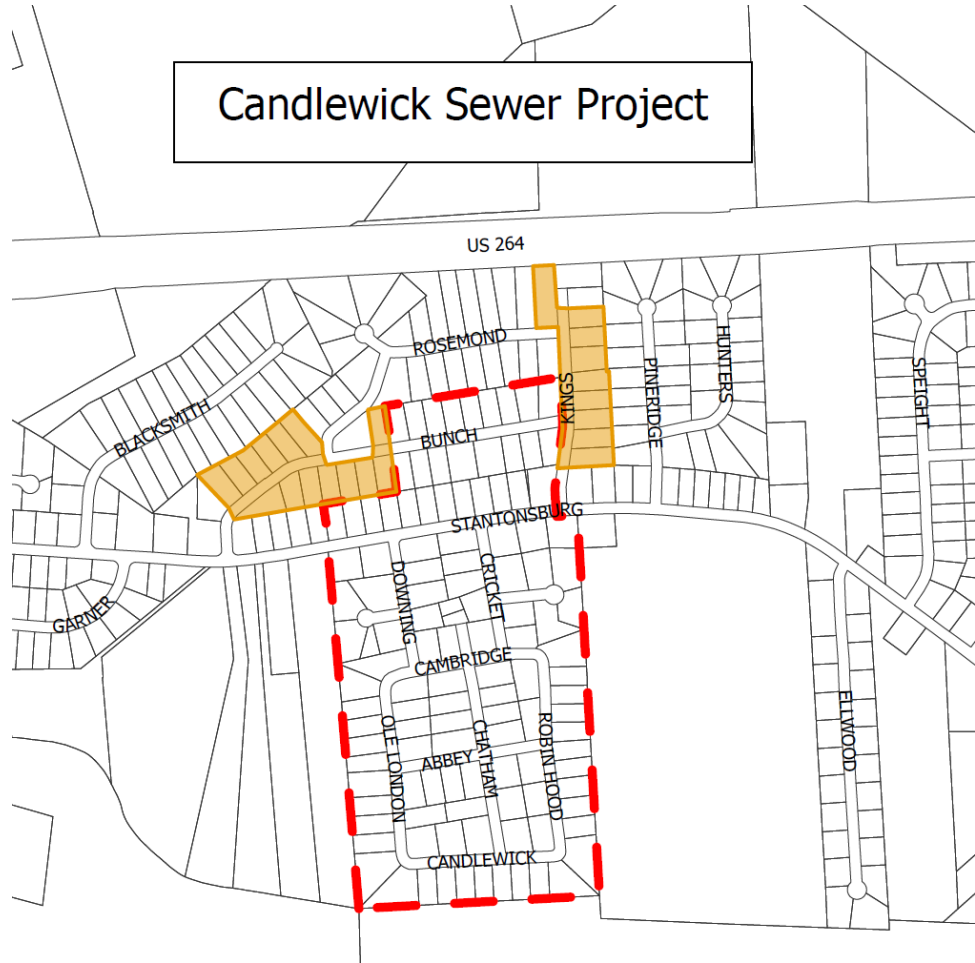 Candlewick Sewer Project
US 264
ROSEMOND
KINGS
PINERIDGE
HUNTERS
SPEIGHT
BLACKSMITH
BUNCH
STANTONSBURG
GARNER
DOWNING
CRICKET
CAMBRIDGE
OLE LONDON
ABBEY
CHATHAM
ROBIN HOOD
ELLWOOD
CANDLEWICK